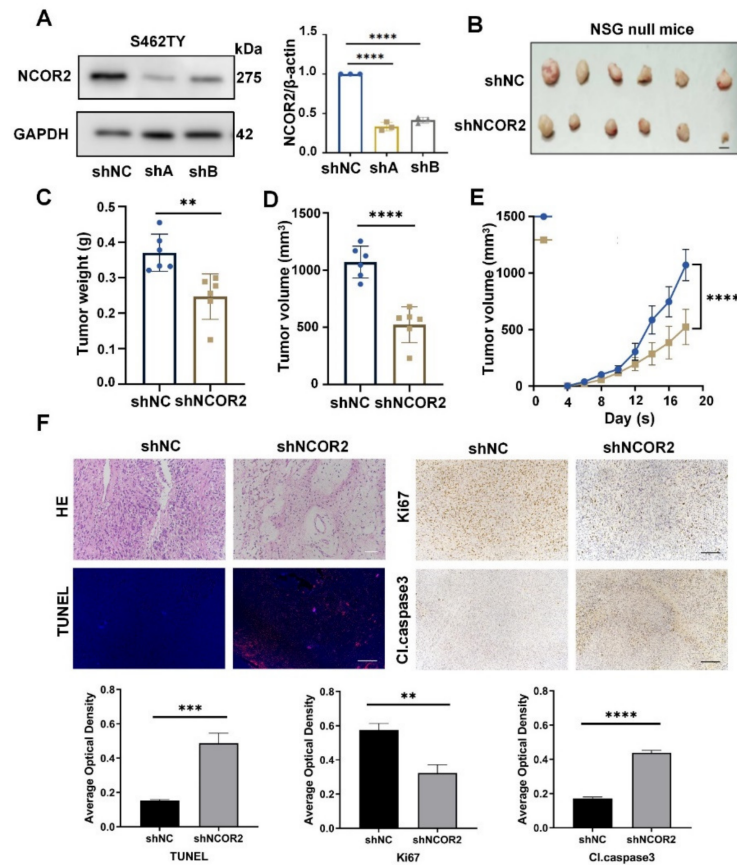 A
S462TY
kDa
NCOR2
275
GAPDH
42
shNC shA shB
NCOR2/β-actin
****
****
1.5
1.0
0.5
0.0
shNC shA shB
B
NSG null mice
shNC
shNCOR2
C
Tumor weight (g)
**
0.5
0.4
0.3
0.2
0.1
0.0
shNC shNCOR2
D
Tumor volume (mm³)
****
1500
1000
500
0
shNC shNCOR2
E
Tumor volume (mm³)
1500
1000
500
0
****
0 4 6 8 10 12 14 16 18 20
Day (s)
F
shNC shNCOR2
HE
TUNEL
shNC shNCOR2
Ki67
Cl.caspase3
Average Optical Density
***
0.8
0.6
0.4
0.2
0.0
shNC shNCOR2
TUNEL
Average Optical Density
**
0.8
0.6
0.4
0.2
0.0
shNC shNCOR2
Ki67
Average Optical Density
****
0.8
0.6
0.4
0.2
0.0
shNC shNCOR2
Cl.caspase3